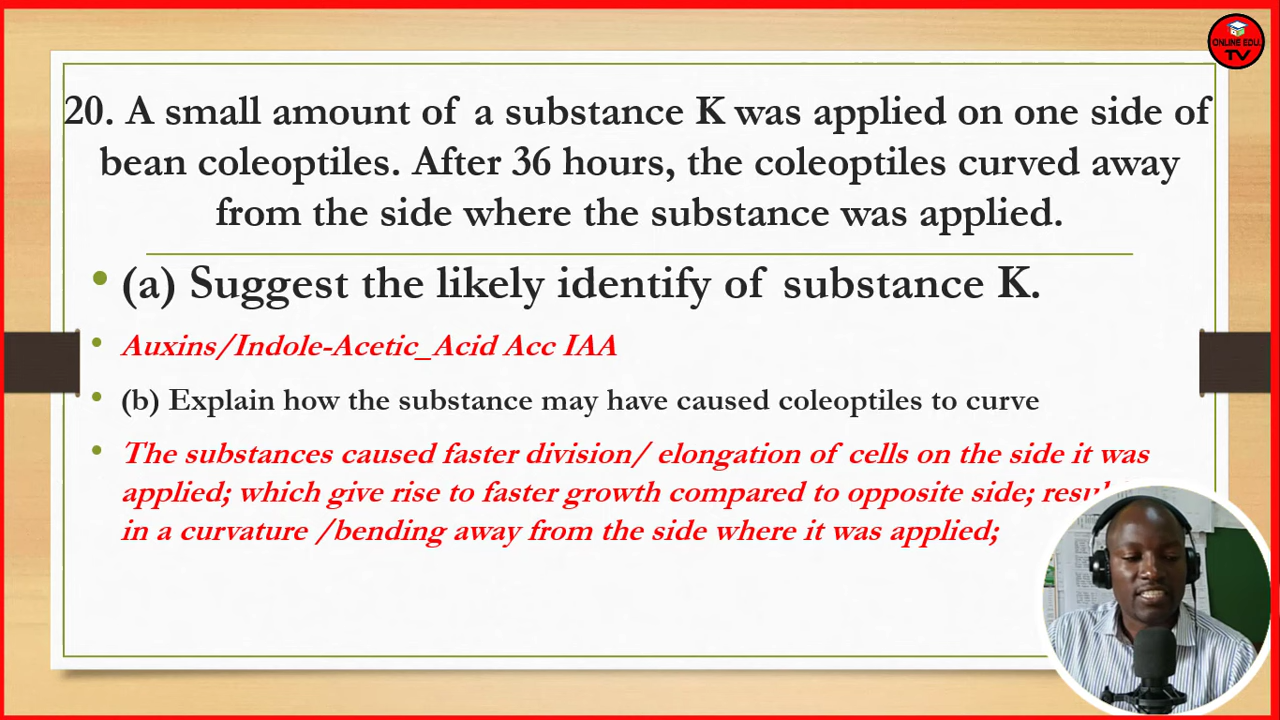 ONLINE EDU.
TV
20. A small amount of a substance K was applied on one side of
bean coleoptiles. After 36 hours, the coleoptiles curved away
from the side where the substance was applied.
• (a) Suggest the likely identify of substance K.
• Auxins/Indole-Acetic_Acid Acc IAA
• (b) Explain how the substance may have caused coleoptiles to curve
• The substances caused faster division/ elongation of cells on the side it was
applied; which give rise to faster growth compared to opposite side;
in a curvature /bending away from the side where it was applied;